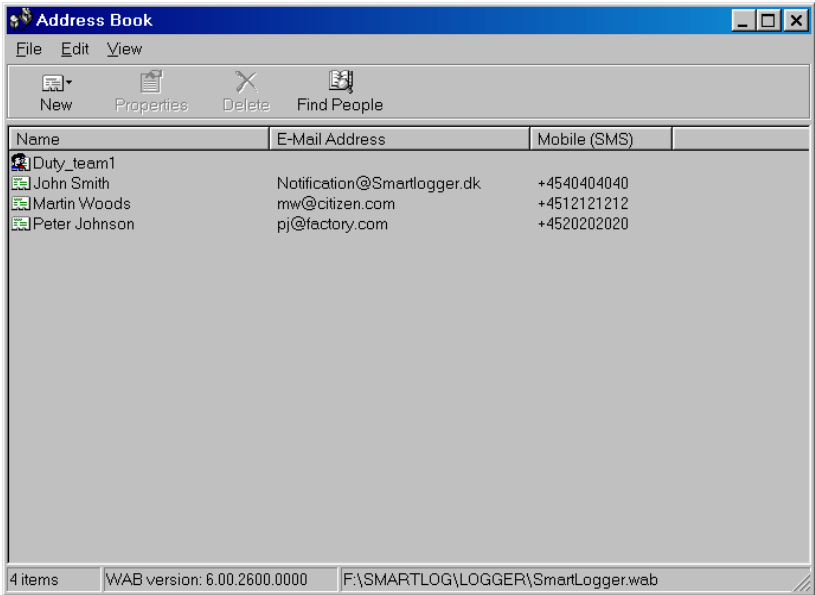 Address Book
File Edit View
New Properties Delete Find People
Name E-Mail Address Mobile (SMS)
Duty_team1
John Smith Notification@Smartlogger.dk +4540404040
Martin Woods mw@citizen.com +4512121212
Peter Johnson pj@factory.com +4520202020
4 items WAB version: 6.00.2600.0000 F:\SMARTLOG\LOGGER\SmartLogger.wab